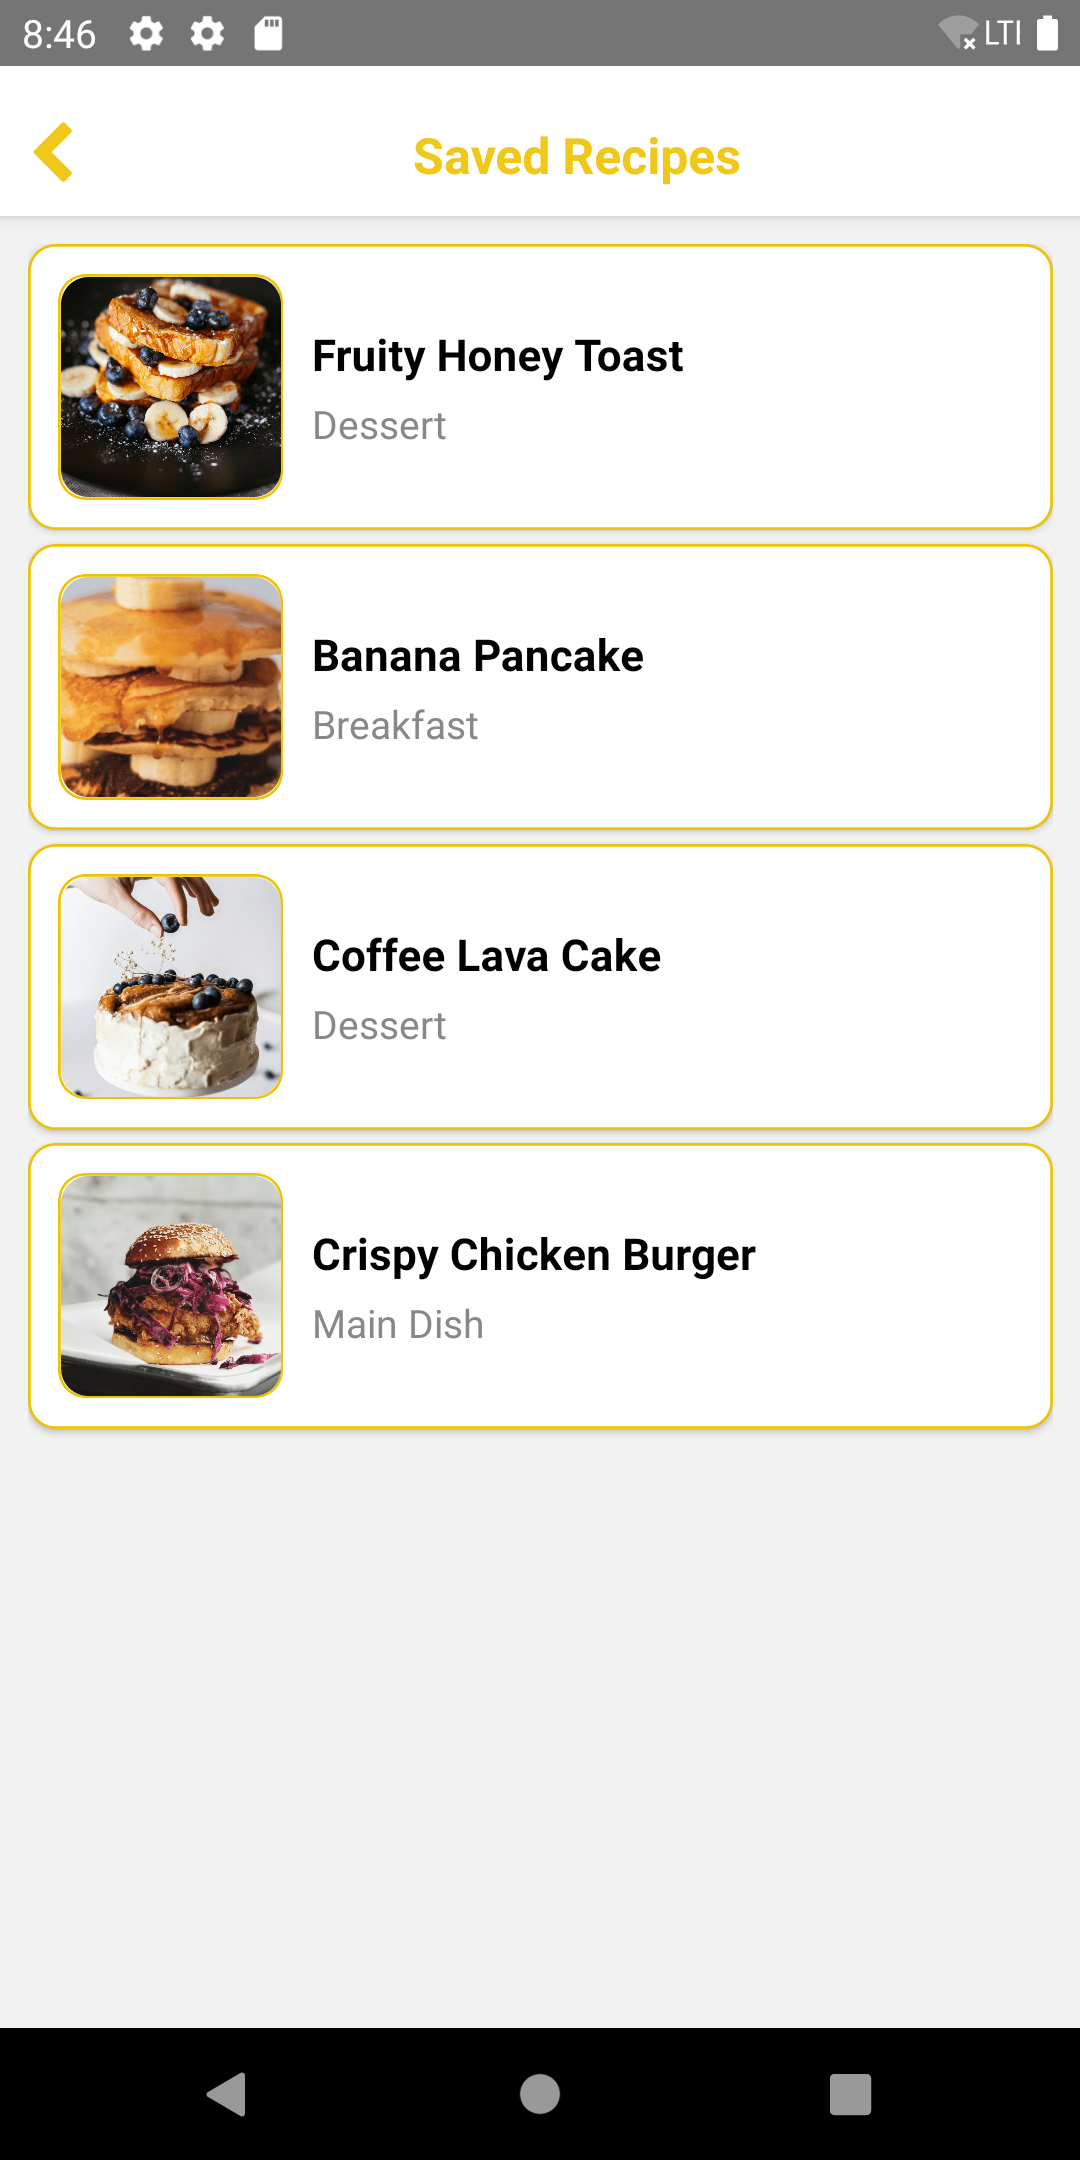 8:46 LTE
Saved Recipes
Fruity Honey Toast
Dessert
Banana Pancake
Breakfast
Coffee Lava Cake
Dessert
Crispy Chicken Burger
Main Dish